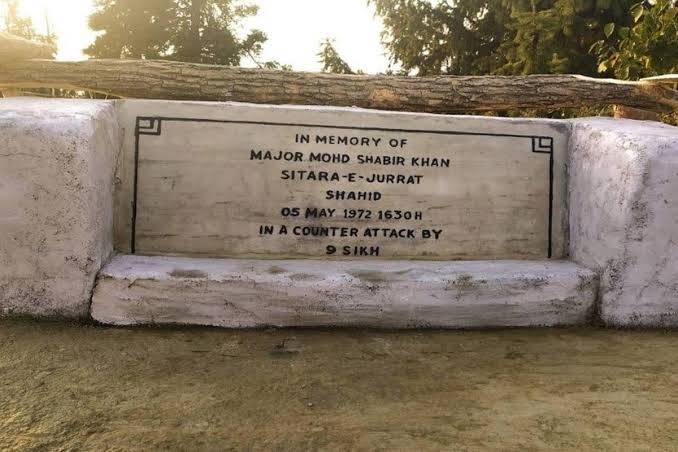 IN MEMORY OF
MAJOR MOHD SHABIR KHAN
SITARA-E-JURRAT
SHAHID
05 MAY 1972 1630H
IN A COUNTER ATTACK BY
9 SIKH